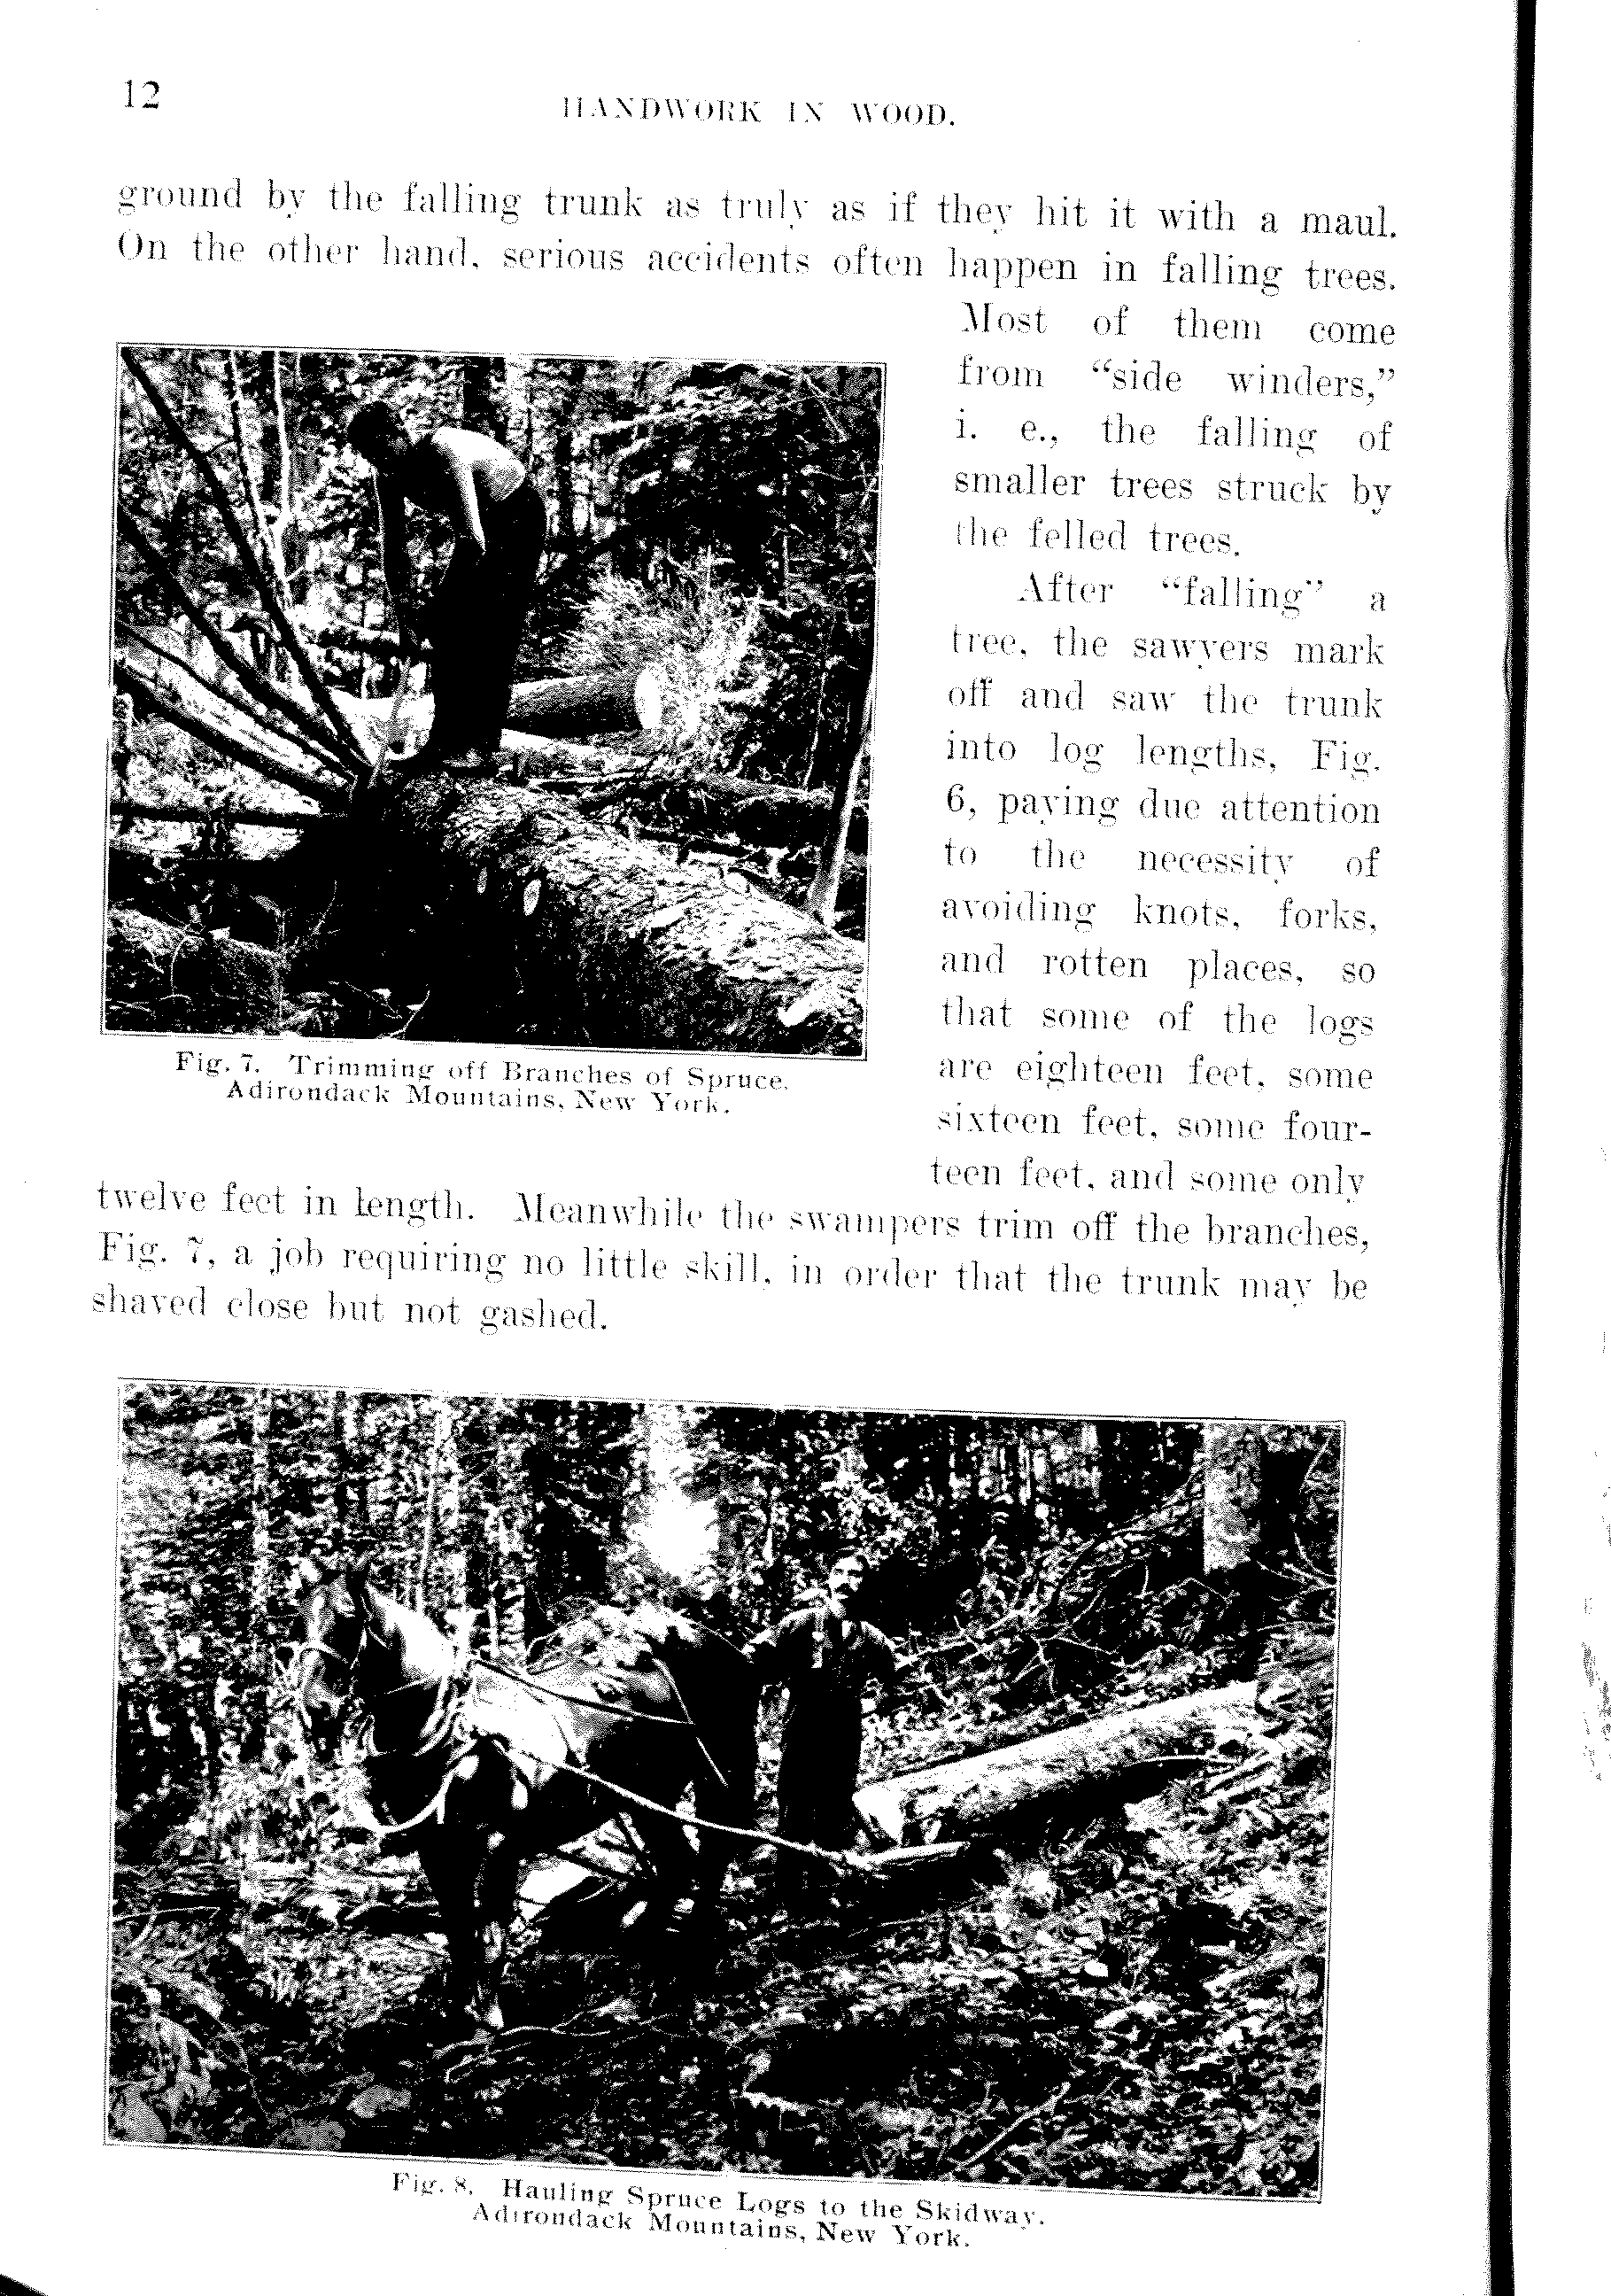 12
HANDWORK IN WOOD.
ground by the falling trunk as truly as if they hit it with a maul.
On the other hand, serious accidents often happen in falling trees.
Most of them come
from “side winders,”
i. e., the falling of
smaller trees struck by
the felled trees.
After “falling” a
tree, the sawyers mark
off and saw the trunk
into log lengths, Fig.
6, paying due attention
to the necessity of
avoiding knots, forks,
and rotten places, so
that some of the logs
are eighteen feet, some
sixteen feet, some four-
teen feet, and some only
twelve feet in length. Meanwhile the swampers trim off the branches,
Fig. 7, a job requiring no little skill, in order that the trunk may be
shaved close but not gashed.
Fig. 7. Trimming off Branches of Spruce.
Adirondack Mountains, New York.
Fig. 8. Hauling Spruce Logs to the Skidway.
Adirondack Mountains, New York.